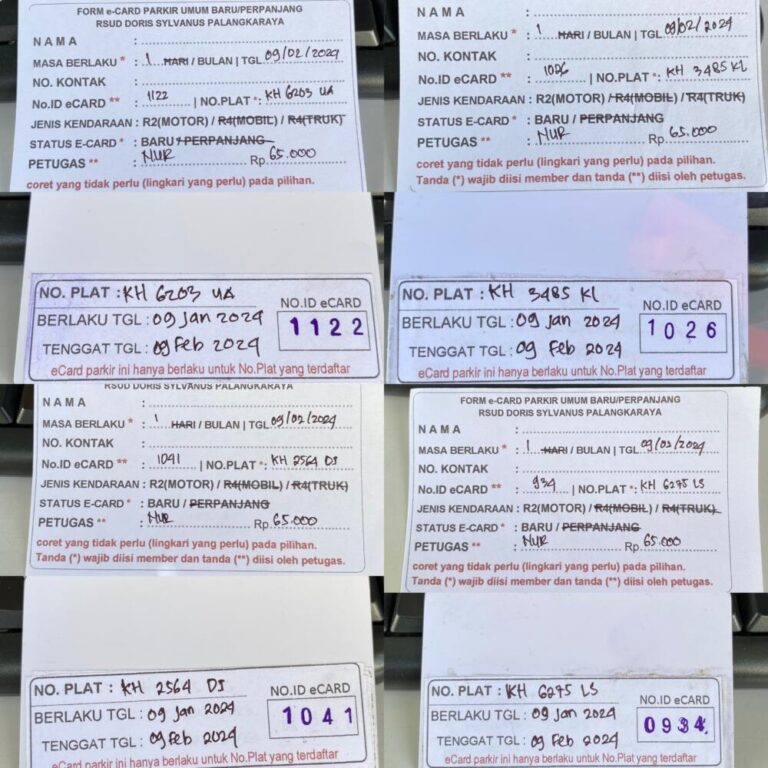 FORM e-CARD PARKIR UMUM BARU/PERPANJANG
RSUD DORIS SYLVANUS PALANGKARAYA
NAMA :
MASA BERLAKU * : 1 HARI / BULAN | TGL. 09/02/2024
NO. KONTAK :
No.ID eCARD ** : 1122 | NO.PLAT *: KH 6203 UA
JENIS KENDARAAN : R2(MOTOR) / R4(MOBIL) / R4(TRUK)
STATUS E-CARD * : BARU / PERPANJANG
PETUGAS ** : NUR Rp. 65.000
coret yang tidak perlu (lingkari yang perlu) pada pilihan.
NO. PLAT : KH 6203 UA
NO.ID eCARD
BERLAKU TGL : 09 Jan 2024
1122
TENGGAT TGL : 09 Feb 2024
eCard parkir ini hanya berlaku untuk No.Plat yang terdaftar
NAMA :
MASA BERLAKU * : 1 HARI / BULAN | TGL. 09/02/2024
NO. KONTAK :
No.ID eCARD ** : 1026 | NO.PLAT *: KH 3485 KL
JENIS KENDARAAN : R2(MOTOR) / R4(MOBIL) / R4(TRUK)
STATUS E-CARD * : BARU / PERPANJANG
PETUGAS ** : NUR Rp. 65.000
coret yang tidak perlu (lingkari yang perlu) pada pilihan.
Tanda (*) wajib diisi member dan tanda (**) diisi oleh petugas.
NO. PLAT : KH 3485 KL
NO.ID eCARD
BERLAKU TGL : 09 Jan 2024
1026
TENGGAT TGL : 09 Feb 2024
eCard parkir ini hanya berlaku untuk No.Plat yang terdaftar
RSUD DORIS SYLVANUS PALANGKARAYA
NAMA :
MASA BERLAKU * : 1 HARI / BULAN | TGL 09/02/2024
NO. KONTAK :
No.ID eCARD ** : 1041 | NO.PLAT *: KH 2564 DJ
JENIS KENDARAAN : R2(MOTOR) / R4(MOBIL) / R4(TRUK)
STATUS E-CARD * : BARU / PERPANJANG
PETUGAS ** : NUR Rp. 65.000
coret yang tidak perlu (lingkari yang perlu) pada pilihan.
Tanda (*) wajib diisi member dan tanda (**) diisi oleh petugas.
NO. PLAT : KH 2564 DJ
NO.ID eCARD
BERLAKU TGL : 09 Jan 2024
1041
TENGGAT TGL : 09 Feb 2024
eCard parkir ini hanya berlaku untuk No.Plat yang terdaftar
FORM e-CARD PARKIR UMUM BARU/PERPANJANG
RSUD DORIS SYLVANUS PALANGKARAYA
NAMA :
MASA BERLAKU * : 1 HARI / BULAN | TGL. 09/02/2024
NO. KONTAK :
No.ID eCARD ** : 934 | NO.PLAT *: KH 6275 LS
JENIS KENDARAAN : R2(MOTOR) / R4(MOBIL) / R4(TRUK)
STATUS E-CARD * : BARU / PERPANJANG
PETUGAS ** : NUR Rp. 65.000
coret yang tidak perlu (lingkari yang perlu) pada pilihan.
Tanda (*) wajib diisi member dan tanda (**) diisi oleh petugas.
NO. PLAT : KH 6275 LS
NO.ID eCARD
BERLAKU TGL : 09 Jan 2024
0934
TENGGAT TGL : 09 Feb 2024
eCard parkir ini hanya berlaku untuk No.Plat yang terdaftar